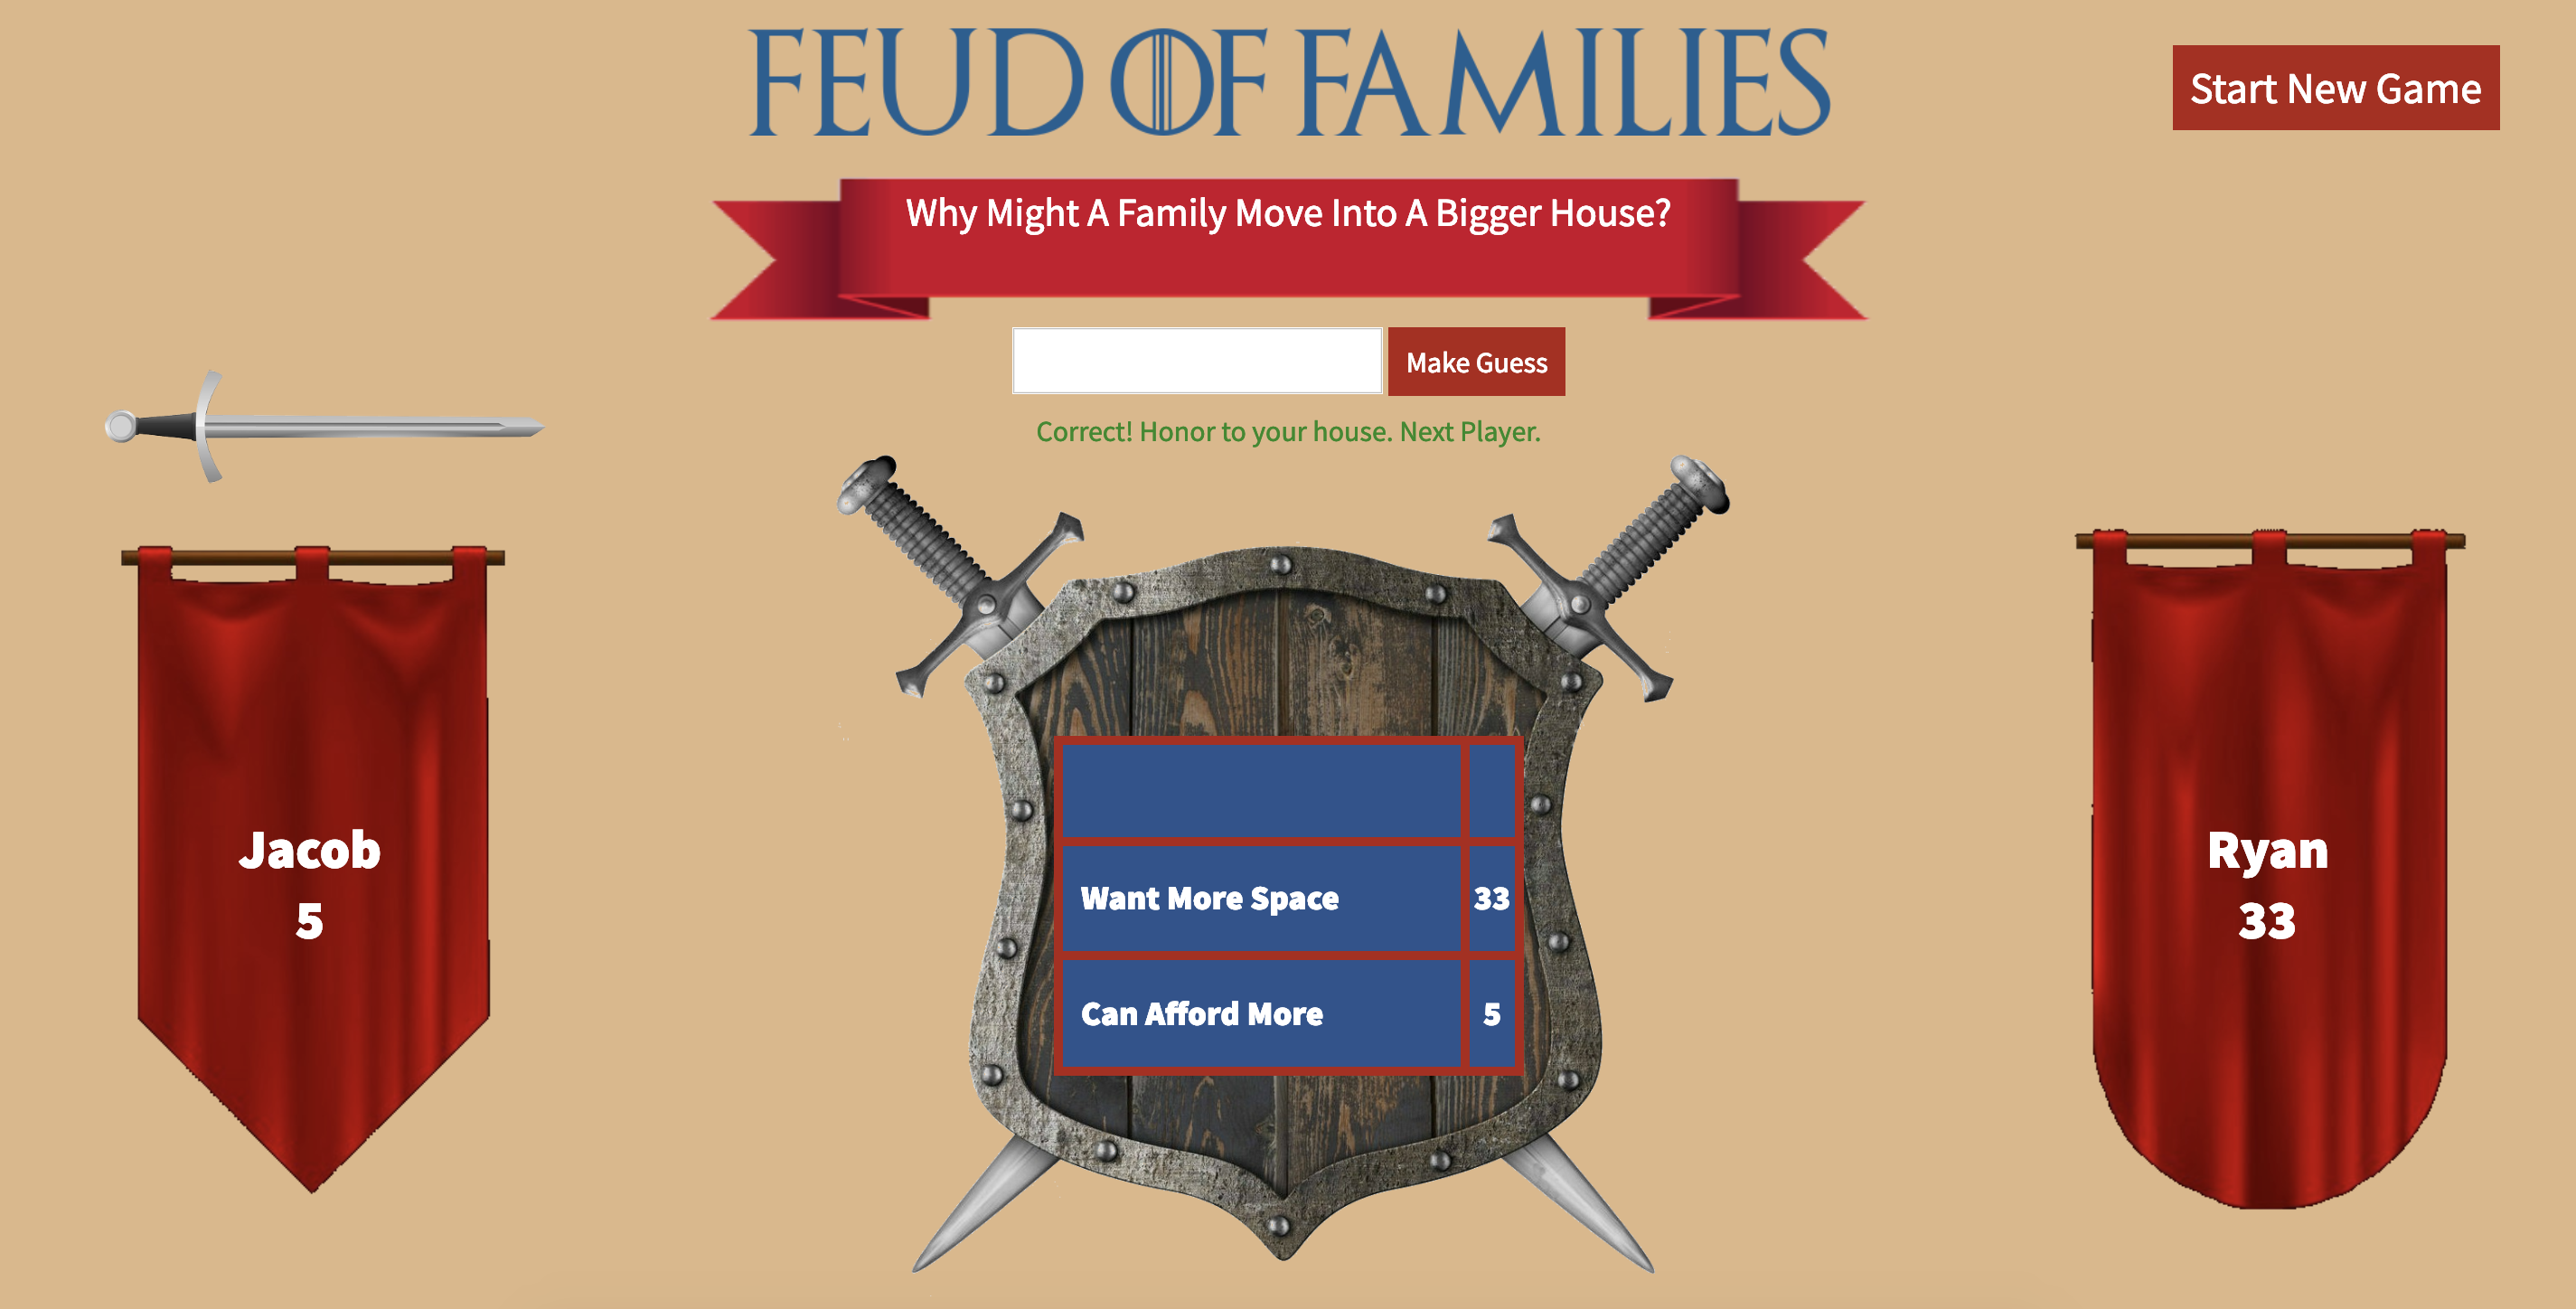 FEUD OF FAMILIES
Start New Game
Why Might A Family Move Into A Bigger House?
Make Guess
Correct! Honor to your house. Next Player.
Jacob
5
Want More Space 33
Can Afford More 5
Ryan
33